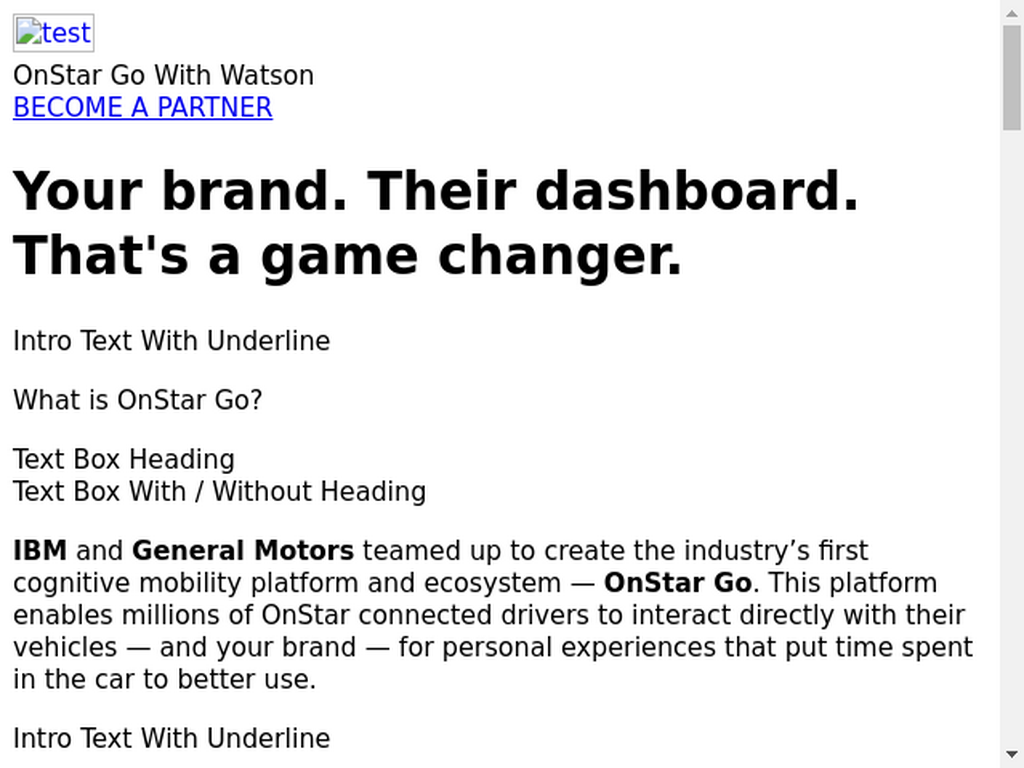 test
OnStar Go With Watson
BECOME A PARTNER
Your brand. Their dashboard.
That's a game changer.
Intro Text With Underline
What is OnStar Go?
Text Box Heading
Text Box With / Without Heading
IBM and General Motors teamed up to create the industry’s first
cognitive mobility platform and ecosystem — OnStar Go. This platform
enables millions of OnStar connected drivers to interact directly with their
vehicles — and your brand — for personal experiences that put time spent
in the car to better use.
Intro Text With Underline